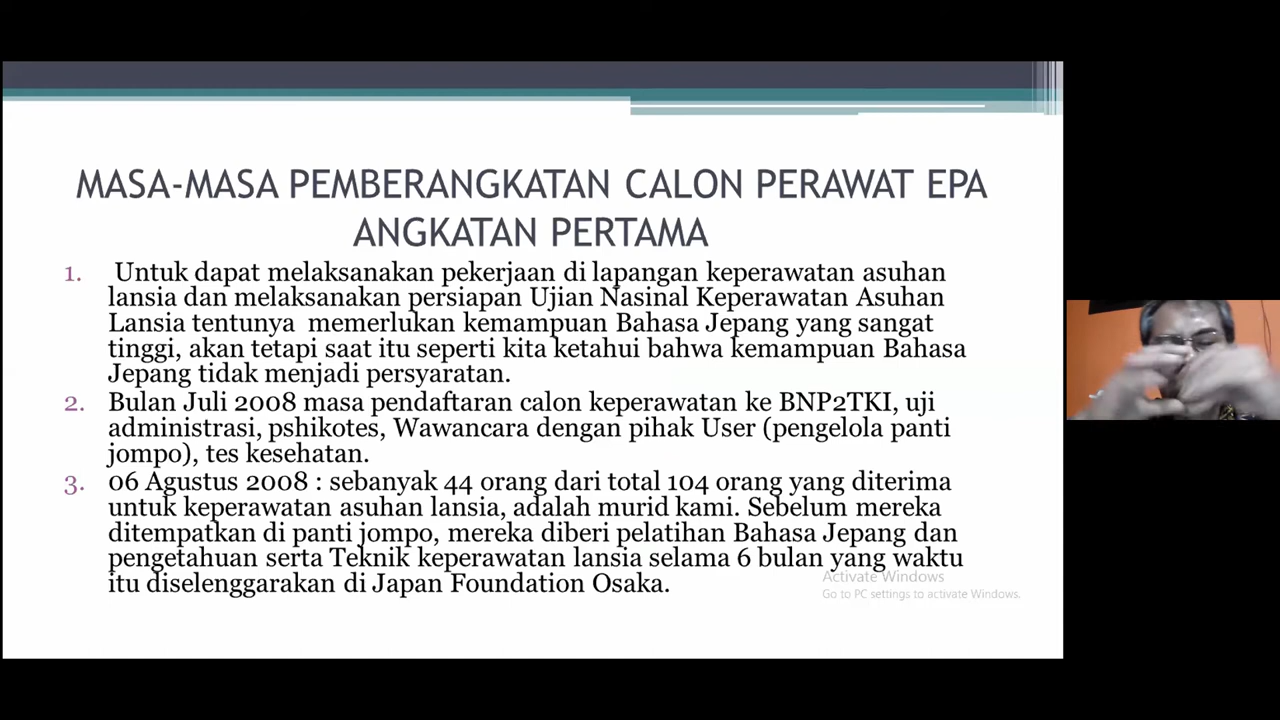 MASA-MASA PEMBERANGKATAN CALON PERAWAT EPA
ANGKATAN PERTAMA
1. Untuk dapat melaksanakan pekerjaan di lapangan keperawatan asuhan
lansia dan melaksanakan persiapan Ujian Nasinal Keperawatan Asuhan
Lansia tentunya memerlukan kemampuan Bahasa Jepang yang sangat
tinggi, akan tetapi saat itu seperti kita ketahui bahwa kemampuan Bahasa
Jepang tidak menjadi persyaratan.
2. Bulan Juli 2008 masa pendaftaran calon keperawatan ke BNP2TKI, uji
administrasi, pshikotes, Wawancara dengan pihak User (pengelola panti
jompo), tes kesehatan.
3. 06 Agustus 2008 : sebanyak 44 orang dari total 104 orang yang diterima
untuk keperawatan asuhan lansia, adalah murid kami. Sebelum mereka
ditempatkan di panti jompo, mereka diberi pelatihan Bahasa Jepang dan
pengetahuan serta Teknik keperawatan lansia selama 6 bulan yang waktu
itu diselenggarakan di Japan Foundation Osaka.
Activate Windows
Go to PC settings to activate Windows.